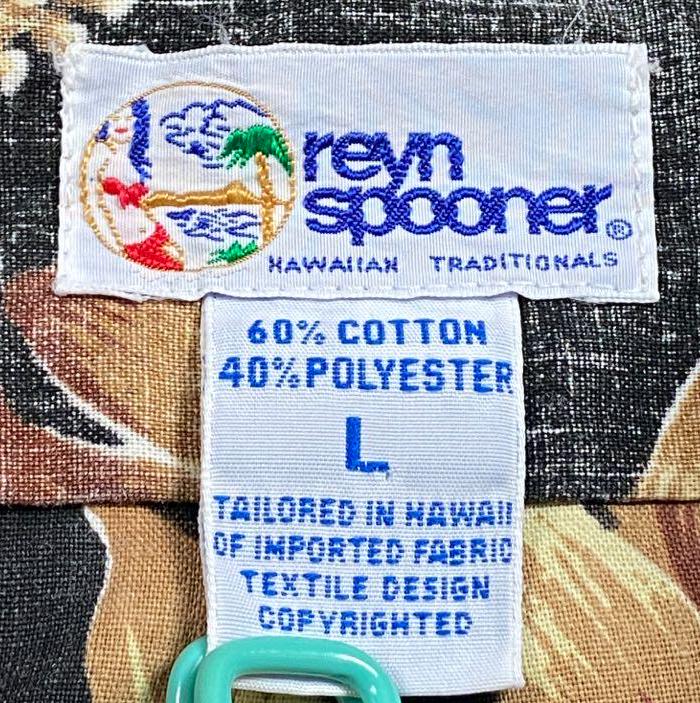 reyn
spooner®
HAWAIIAN TRADITIONALS
60% COTTON
40% POLYESTER
L
TAILORED IN HAWAII
OF IMPORTED FABRIC
TEXTILE DESIGN
COPYRIGHTED